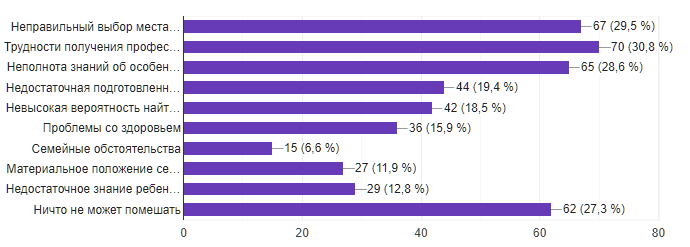 Неправильный выбор места… 67 (29,5 %)
Трудности получения профес… 70 (30,8 %)
Неполнота знаний об особен… 65 (28,6 %)
Недостаточная подготовленн… 44 (19,4 %)
Невысокая вероятность найт… 42 (18,5 %)
Проблемы со здоровьем 36 (15,9 %)
Семейные обстоятельства 15 (6,6 %)
Материальное положение се… 27 (11,9 %)
Недостаточное знание ребен… 29 (12,8 %)
Ничто не может помешать 62 (27,3 %)
0 20 40 60 80